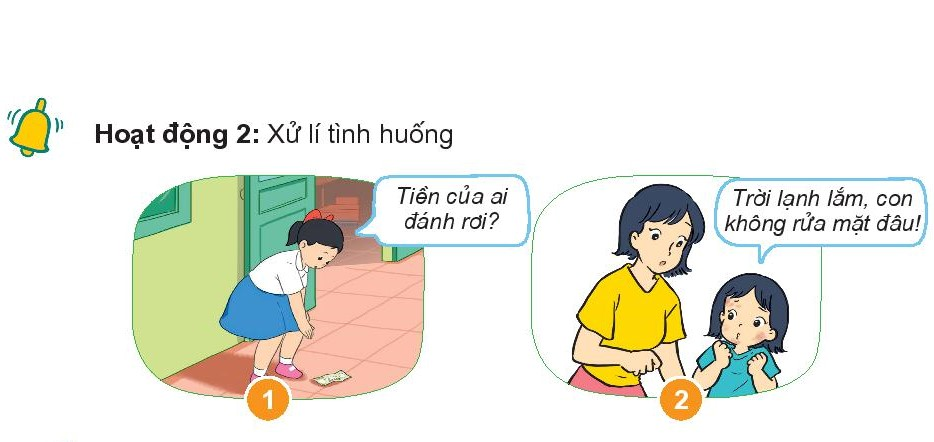 Hoạt động 2: Xử lí tình huống
Tiền của ai
đánh rơi?
1
Trời lạnh lắm, con
không rửa mặt đâu!
2